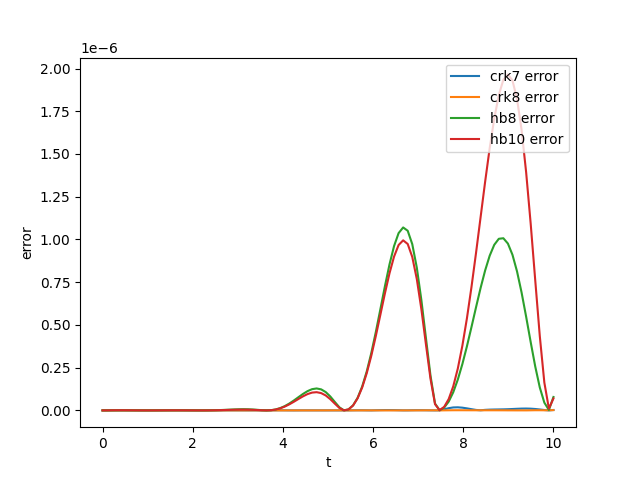 1e−6
2.00
1.75
1.50
1.25
1.00
0.75
0.50
0.25
0.00
error
crk7 error
crk8 error
hb8 error
hb10 error
0 2 4 6 8 10
t